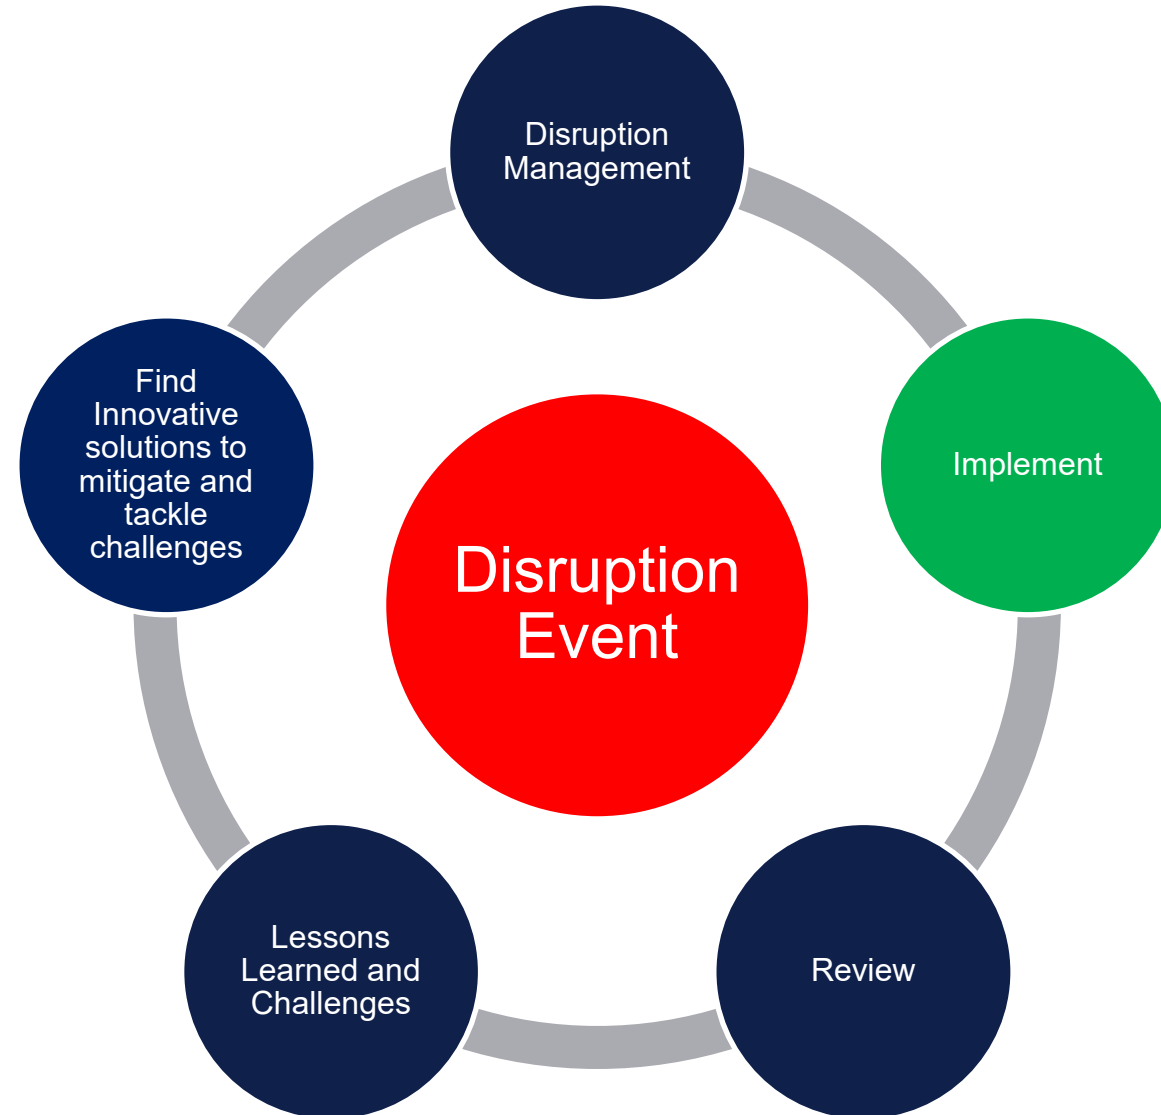 Disruption
Management
Find
Innovative
solutions to
mitigate and
tackle
challenges
Implement
Disruption
Event
Lessons
Learned and
Challenges
Review